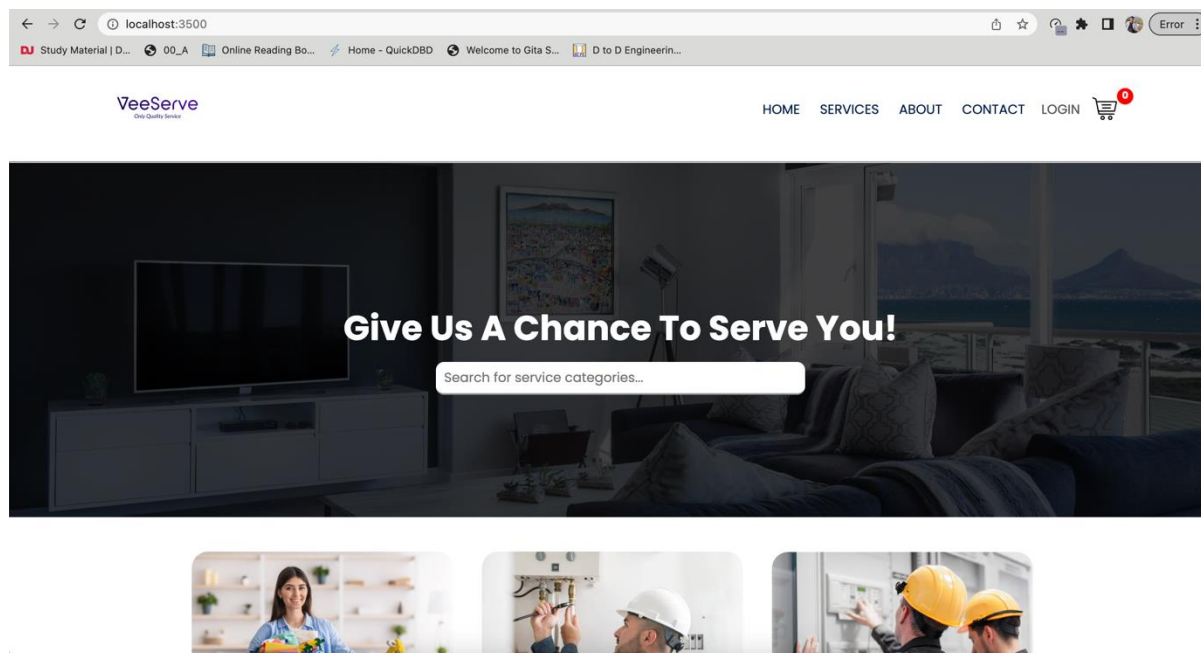 localhost:3500
Error
Study Material | D... 00_A Online Reading Bo... Home - QuickDBD Welcome to Gita S... D to D Engineerin...
VeeServe
Only Quality Service
HOME SERVICES ABOUT CONTACT LOGIN 0
Give Us A Chance To Serve You!
Search for service categories...